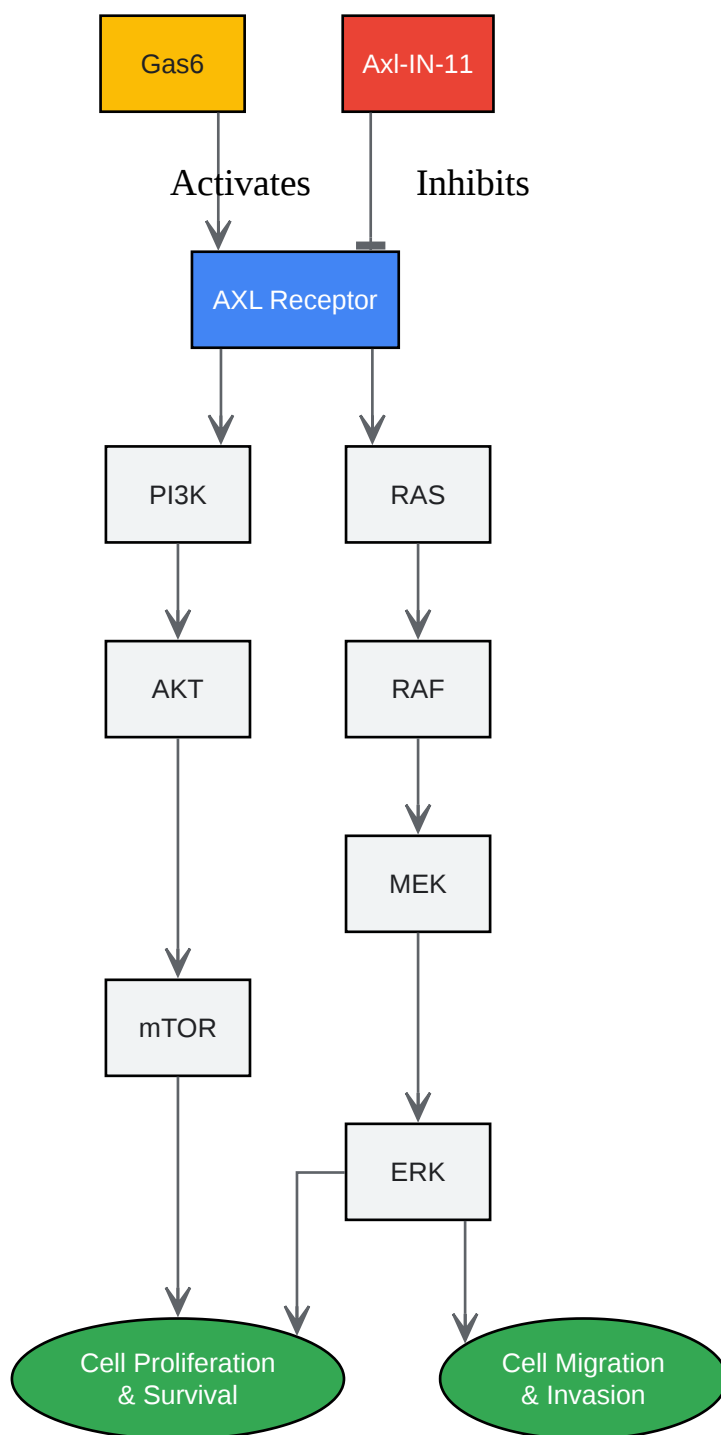 Gas6
Axl-IN-11
Activates
Inhibits
AXL Receptor
PI3K
RAS
AKT
RAF
MEK
mTOR
ERK
Cell Proliferation
& Survival
Cell Migration
& Invasion